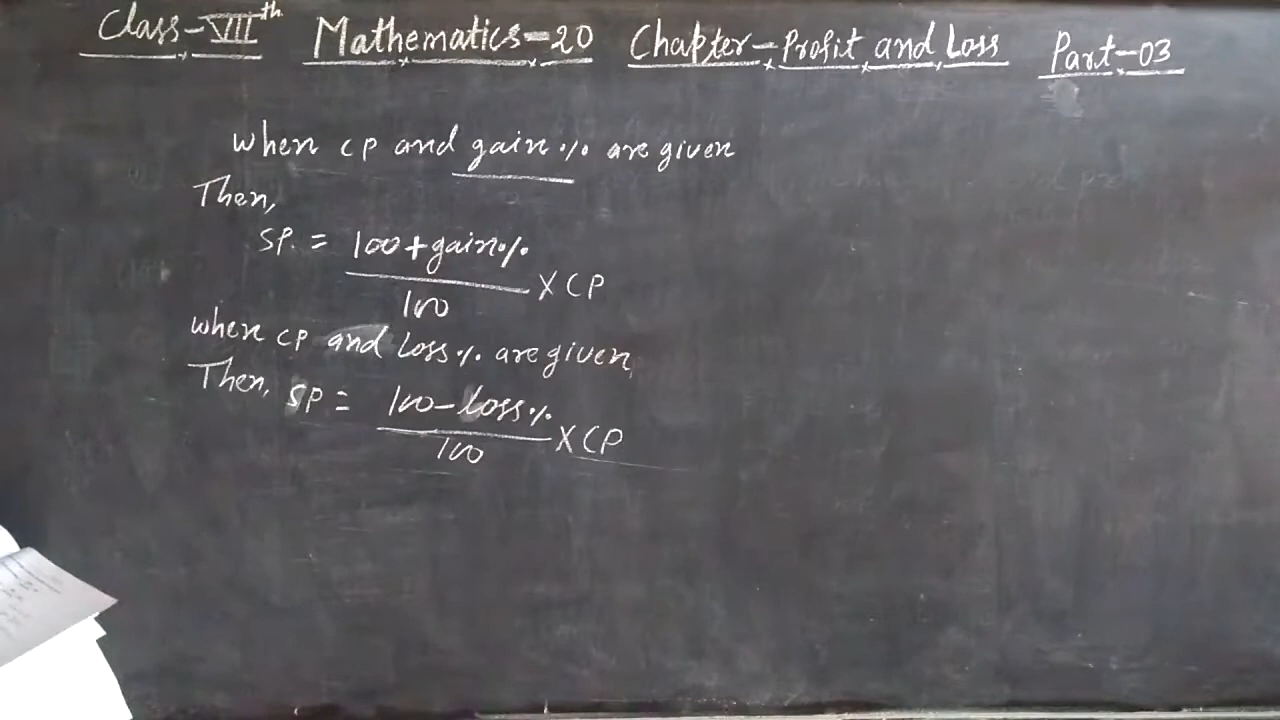 Class-VIIIth Mathematics-20 Chapter-Profit and Loss Part-03
when CP and gain% are given
Then,
SP. = 100+gain%
100 × CP
when CP and Loss% are given,
Then, SP = 100-loss%
100 × CP